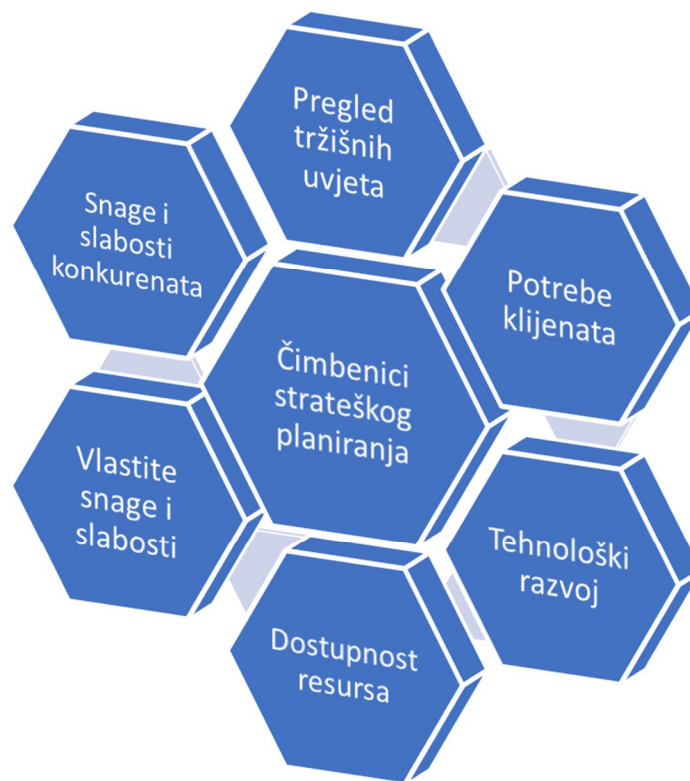 Pregled
tržišnih
uvjeta
Snage i
slabosti
konkurenata
Potrebe
klijenata
Čimbenici
strateškog
planiranja
Vlastite
snage i
slabosti
Tehnološki
razvoj
Dostupnost
resursa